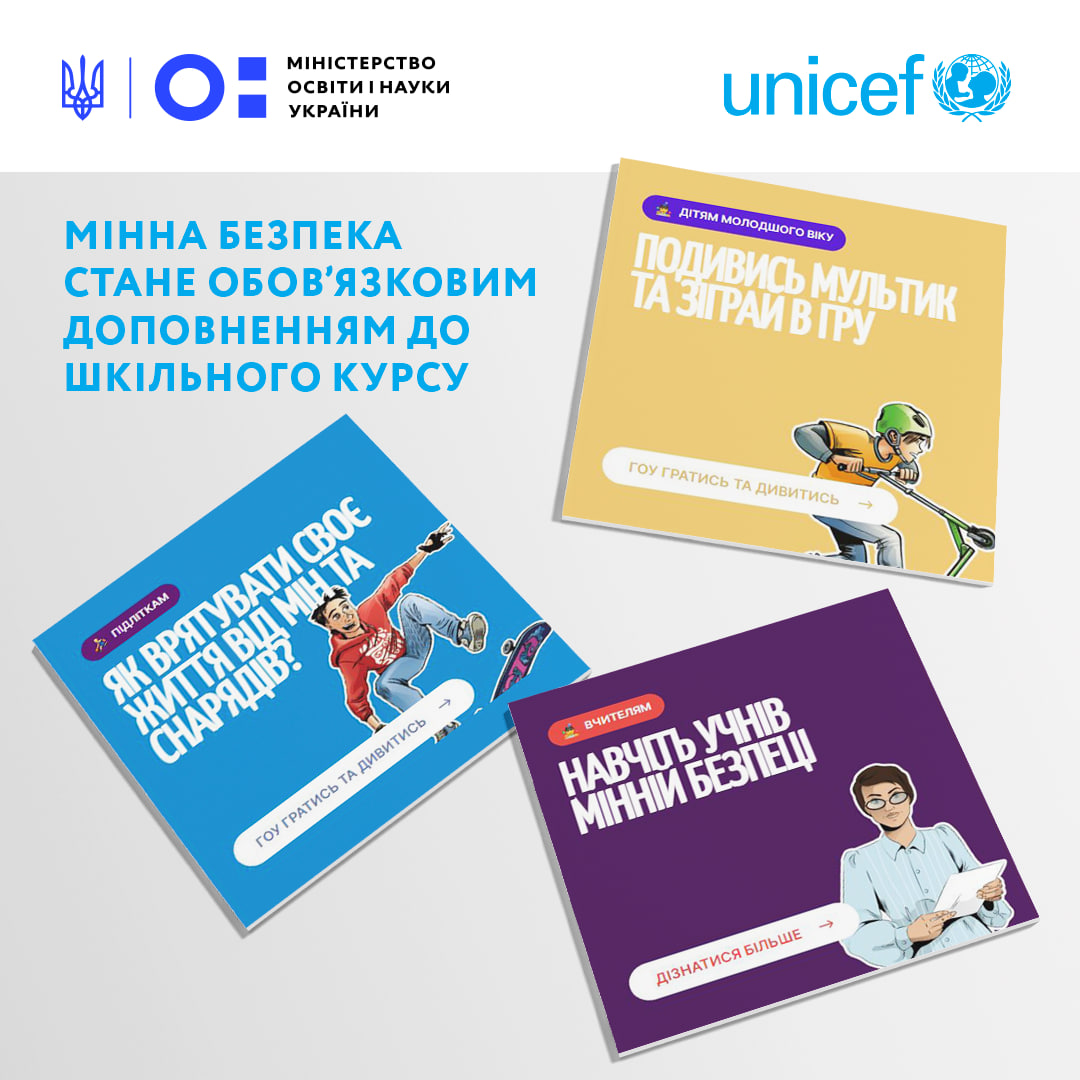 МІНІСТЕРСТВО
ОСВІТИ І НАУКИ
УКРАЇНИ
unicef
МІННА БЕЗПЕКА
СТАНЕ ОБОВ’ЯЗКОВИМ
ДОПОВНЕННЯМ ДО
ШКІЛЬНОГО КУРСУ
ДІТЯМ МОЛОДШОГО ВІКУ
ПОДИВИСЬ МУЛЬТИК
ТА ЗІГРАЙ В ГРУ
ГОУ ГРАТИСЬ ТА ДИВИТИСЬ →
ПІДЛІТКАМ
ЯК ВРЯТУВАТИ СВОЄ
ЖИТТЯ ВІД МІН ТА
СНАРЯДІВ?
ГОУ ГРАТИСЬ ТА ДИВИТИСЬ →
ВЧИТЕЛЯМ
НАВЧІТЬ УЧНІВ
МІННІЙ БЕЗПЕЦІ
ДІЗНАТИСЯ БІЛЬШЕ →